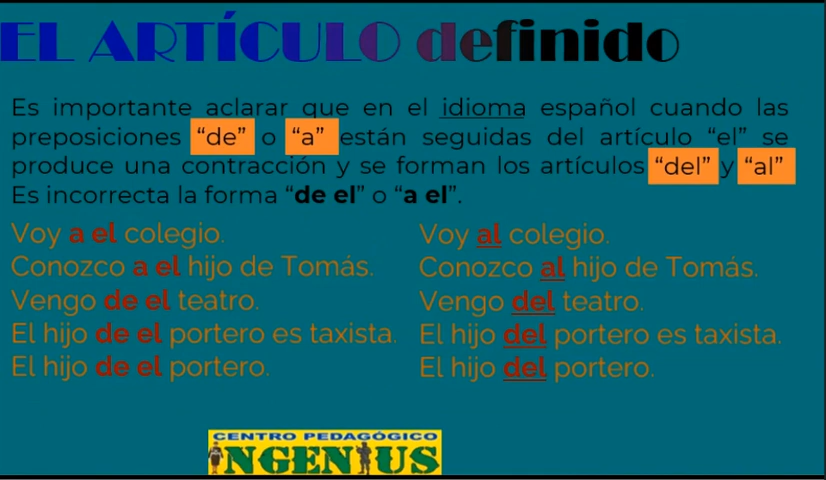 EL ARTÍCULO definido
Es importante aclarar que en el idioma español cuando las
preposiciones “de” o “a” están seguidas del artículo “el” se
produce una contracción y se forman los artículos “del” y “al”
Es incorrecta la forma “de el” o “a el”.
Voy a el colegio.
Conozco a el hijo de Tomás.
Vengo de el teatro.
El hijo de el portero es taxista.
El hijo de el portero.
Voy al colegio.
Conozco al hijo de Tomás.
Vengo del teatro.
El hijo del portero es taxista.
El hijo del portero.
CENTRO PEDAGÓGICO
INGENIUS